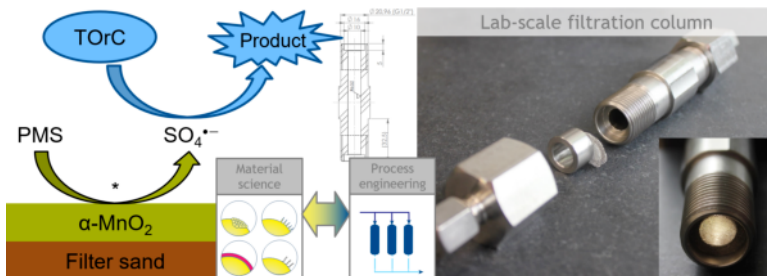 TOrC
Product
PMS
SO₄•−
*
α-MnO₂
Filter sand
Material
science
Process
engineering
Lab-scale filtration column